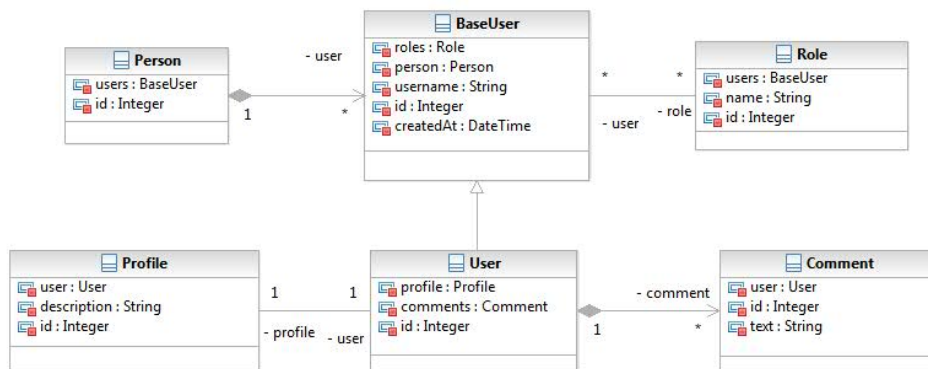 BaseUser
roles : Role
person : Person
username : String
id : Integer
createdAt : DateTime
Person
users : BaseUser
id : Integer
- user
1
*
Role
users : BaseUser
name : String
id : Integer
*
*
- role
- user
Profile
user : User
description : String
id : Integer
1
1
- profile
- user
User
profile : Profile
comments : Comment
id : Integer
- comment
1
*
Comment
user : User
id : Integer
text : String